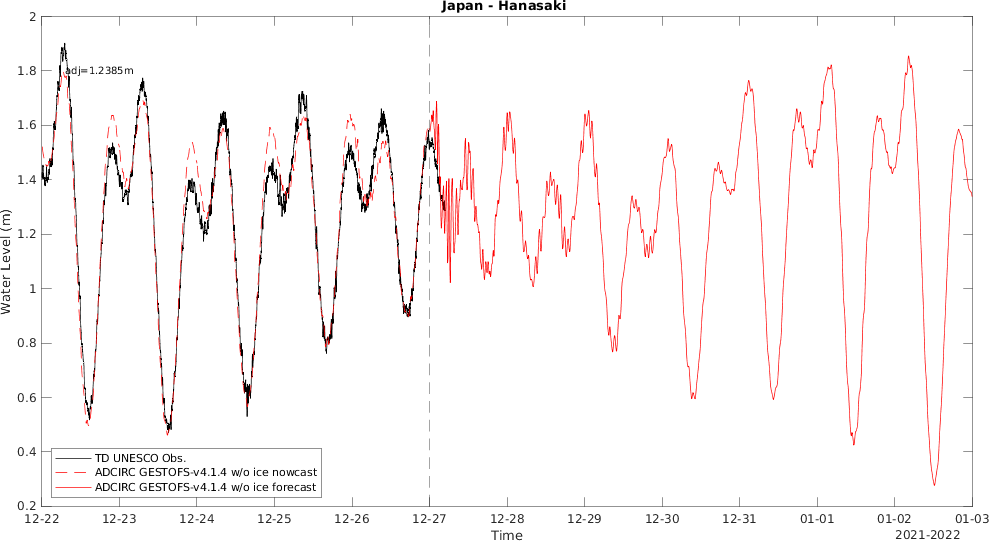 Japan - Hanasaki
2
1.8
1.6
1.4
1.2
1
0.8
0.6
0.4
0.2
Water Level (m)
adj=1.2385m
TD UNESCO Obs.
ADCIRC GESTOFS-v4.1.4 w/o ice nowcast
ADCIRC GESTOFS-v4.1.4 w/o ice forecast
12-22 12-23 12-24 12-25 12-26 12-27 12-28 12-29 12-30 12-31 01-01 01-02 01-03
Time
2021-2022